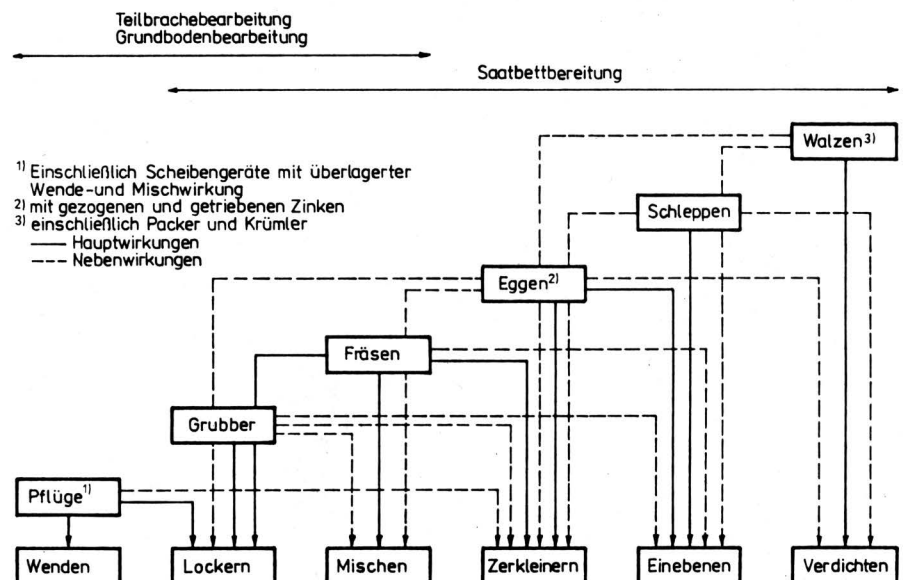 Teilbrachebearbeitung
Grundbodenbearbeitung
Saatbettbereitung
Walzen³⁾
¹⁾ Einschließlich Scheibengeräte mit überlagerter
Wende-und Mischwirkung
²⁾ mit gezogenen und getriebenen Zinken
³⁾ einschließlich Packer und Krümler
Hauptwirkungen
Nebenwirkungen
Schleppen
Eggen²⁾
Fräsen
Grubber
Pflüge¹⁾
Wenden
Lockern
Mischen
Zerkleinern
Einebenen
Verdichten